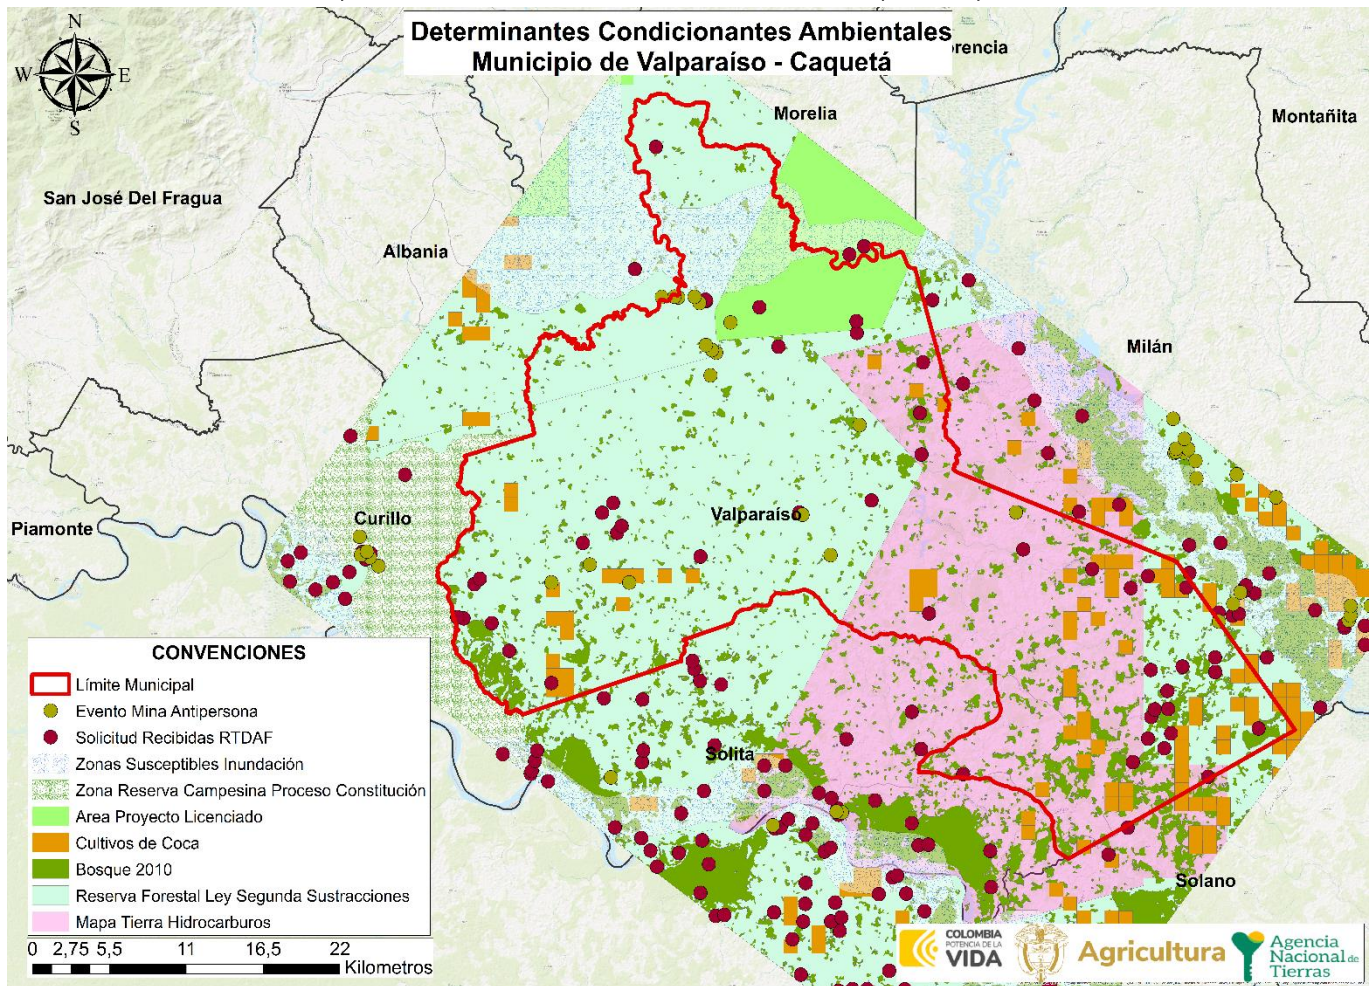 Determinantes Condicionantes Ambientales
Municipio de Valparaíso - Caquetá
N
W
E
S
orencia
Morelia
Montañita
San José Del Fragua
Albania
Milán
Piamonte
Curillo
Valparaíso
Solita
Solano
CONVENCIONES
Límite Municipal
Evento Mina Antipersona
Solicitud Recibidas RTDAF
Zonas Susceptibles Inundación
Zona Reserva Campesina Proceso Constitución
Area Proyecto Licenciado
Cultivos de Coca
Bosque 2010
Reserva Forestal Ley Segunda Sustracciones
Mapa Tierra Hidrocarburos
0 2,75 5,5 11 16,5 22
Kilometros
COLOMBIA
POTENCIA DE LA
VIDA
Agricultura
Agencia
Nacional de
Tierras